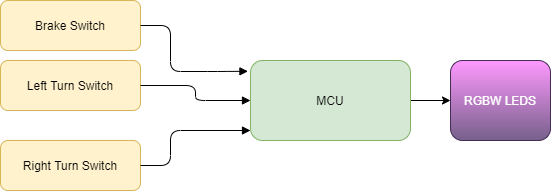 Brake Switch
Left Turn Switch
MCU
RGBW LEDS
Right Turn Switch